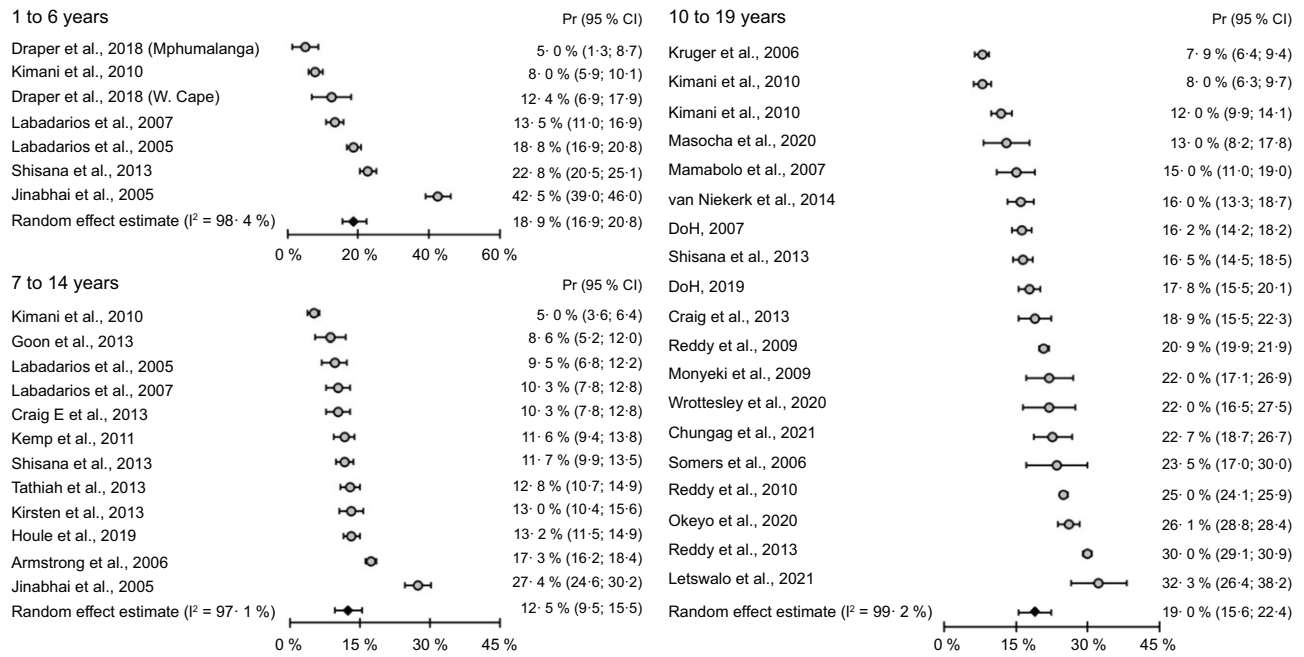 1 to 6 years Pr (95 % CI)
Draper et al., 2018 (Mphumalanga) 5· 0 % (1·3; 8·7)
Kimani et al., 2010 8· 0 % (5·9; 10·1)
Draper et al., 2018 (W. Cape) 12· 4 % (6·9; 17·9)
Labadarios et al., 2007 13· 5 % (11·0; 16·9)
Labadarios et al., 2005 18· 8 % (16·9; 20·8)
Shisana et al., 2013 22· 8 % (20·5; 25·1)
Jinabhai et al., 2005 42· 5 % (39·0; 46·0)
Random effect estimate (I² = 98· 4 %) 18· 9 % (16·9; 20·8)
0 % 20 % 40 % 60 %
7 to 14 years Pr (95 % CI)
Kimani et al., 2010 5· 0 % (3·6; 6·4)
Goon et al., 2013 8· 6 % (5·2; 12·0)
Labadarios et al., 2005 9· 5 % (6·8; 12·2)
Labadarios et al., 2007 10· 3 % (7·8; 12·8)
Craig E et al., 2013 10· 3 % (7·8; 12·8)
Kemp et al., 2011 11· 6 % (9·4; 13·8)
Shisana et al., 2013 11· 7 % (9·9; 13·5)
Tathiah et al., 2013 12· 8 % (10·7; 14·9)
Kirsten et al., 2013 13· 0 % (10·4; 15·6)
Houle et al., 2019 13· 2 % (11·5; 14·9)
Armstrong et al., 2006 17· 3 % (16·2; 18·4)
Jinabhai et al., 2005 27· 4 % (24·6; 30·2)
Random effect estimate (I² = 97· 1 %) 12· 5 % (9·5; 15·5)
0 % 15 % 30 % 45 %
10 to 19 years Pr (95 % CI)
Kruger et al., 2006 7· 9 % (6·4; 9·4)
Kimani et al., 2010 8· 0 % (6·3; 9·7)
Kimani et al., 2010 12· 0 % (9·9; 14·1)
Masocha et al., 2020 13· 0 % (8·2; 17·8)
Mamabolo et al., 2007 15· 0 % (11·0; 19·0)
van Niekerk et al., 2014 16· 0 % (13·3; 18·7)
DoH, 2007 16· 2 % (14·2; 18·2)
Shisana et al., 2013 16· 5 % (14·5; 18·5)
DoH, 2019 17· 8 % (15·5; 20·1)
Craig et al., 2013 18· 9 % (15·5; 22·3)
Reddy et al., 2009 20· 9 % (19·9; 21·9)
Monyeki et al., 2009 22· 0 % (17·1; 26·9)
Wrottesley et al., 2020 22· 0 % (16·5; 27·5)
Chungag et al., 2021 22· 7 % (18·7; 26·7)
Somers et al., 2006 23· 5 % (17·0; 30·0)
Reddy et al., 2010 25· 0 % (24·1; 25·9)
Okeyo et al., 2020 26· 1 % (28·8; 28·4)
Reddy et al., 2013 30· 0 % (29·1; 30·9)
Letswalo et al., 2021 32· 3 % (26·4; 38·2)
Random effect estimate (I² = 99· 2 %) 19· 0 % (15·6; 22·4)
0 % 15 % 30 % 45 %